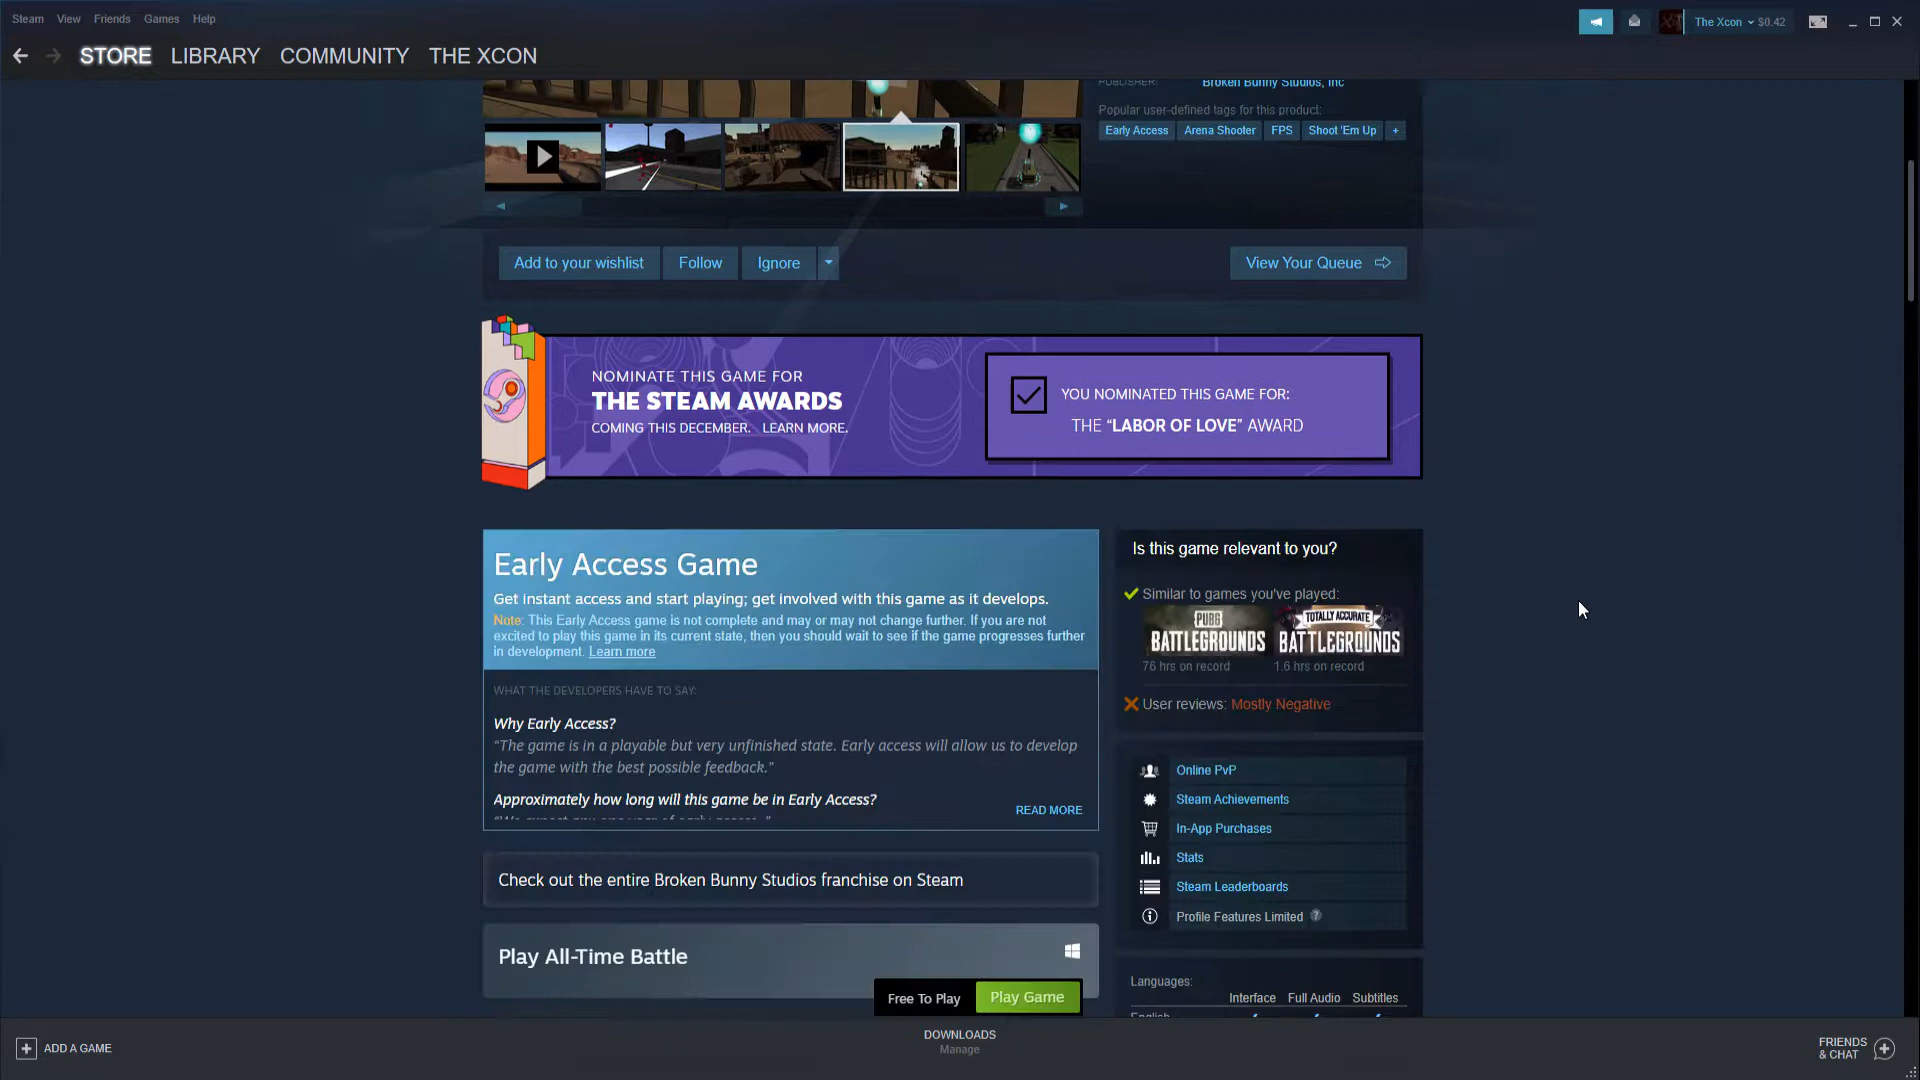 Steam View Friends Games Help
The Xcon $0.42
STORE LIBRARY COMMUNITY THE XCON
PUBLISHER: Broken Bunny Studios, Inc
Popular user-defined tags for this product:
Early Access Arena Shooter FPS Shoot 'Em Up +
Add to your wishlist Follow Ignore View Your Queue
NOMINATE THIS GAME FOR
THE STEAM AWARDS
COMING THIS DECEMBER. LEARN MORE.
YOU NOMINATED THIS GAME FOR:
THE “LABOR OF LOVE” AWARD
Early Access Game
Get instant access and start playing; get involved with this game as it develops.
Note: This Early Access game is not complete and may or may not change further. If you are not
excited to play this game in its current state, then you should wait to see if the game progresses further
in development. Learn more
WHAT THE DEVELOPERS HAVE TO SAY:
Why Early Access?
“The game is in a playable but very unfinished state. Early access will allow us to develop
the game with the best possible feedback.”
Approximately how long will this game be in Early Access?
READ MORE
Is this game relevant to you?
Similar to games you've played:
PUBG
BATTLEGROUNDS
TOTALLY ACCURATE
BATTLEGROUNDS
76 hrs on record 1.6 hrs on record
User reviews: Mostly Negative
Online PvP
Steam Achievements
In-App Purchases
Stats
Steam Leaderboards
Profile Features Limited ?
Check out the entire Broken Bunny Studios franchise on Steam
Play All-Time Battle
Free To Play Play Game
Languages:
Interface Full Audio Subtitles
English
ADD A GAME
DOWNLOADS
Manage
FRIENDS
& CHAT